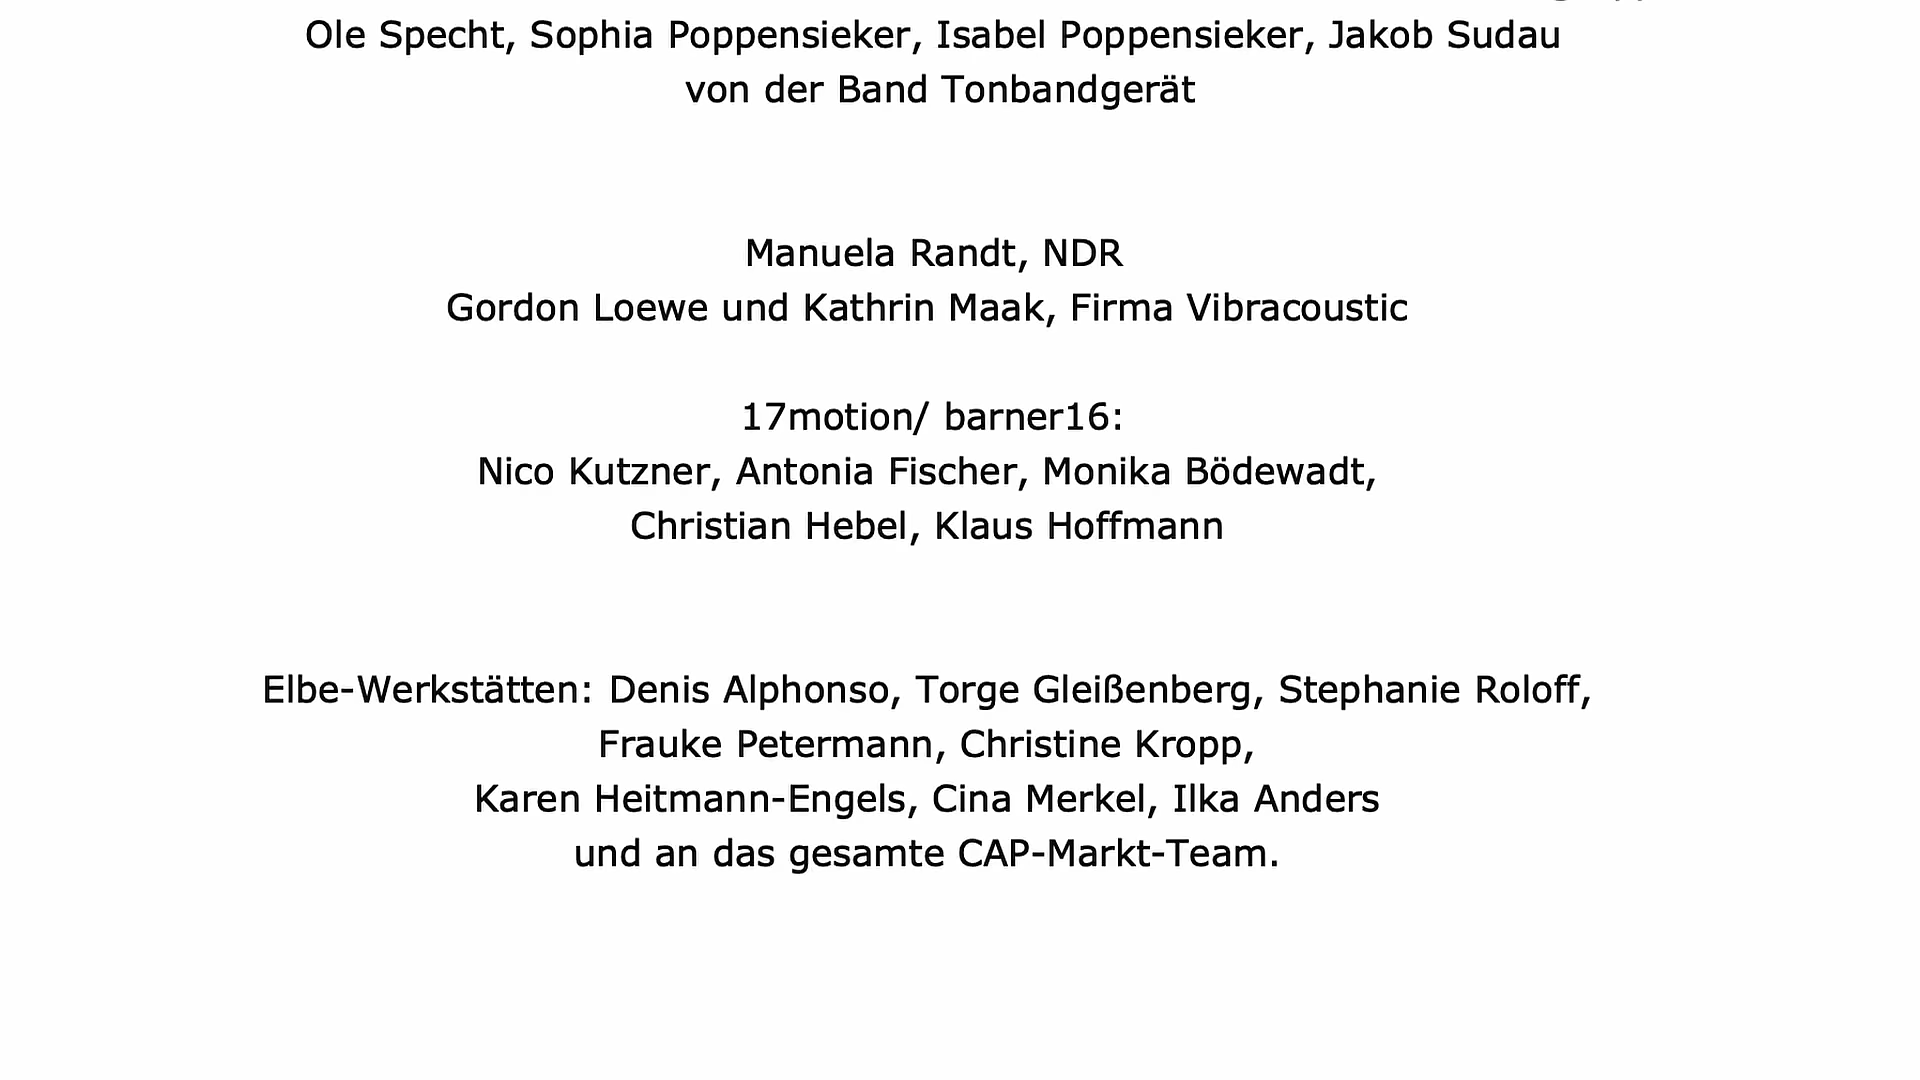 Ole Specht, Sophia Poppensieker, Isabel Poppensieker, Jakob Sudau
von der Band Tonbandgerät
Manuela Randt, NDR
Gordon Loewe und Kathrin Maak, Firma Vibracoustic
17motion/ barner16:
Nico Kutzner, Antonia Fischer, Monika Bödewadt,
Christian Hebel, Klaus Hoffmann
Elbe-Werkstätten: Denis Alphonso, Torge Gleißenberg, Stephanie Roloff,
Frauke Petermann, Christine Kropp,
Karen Heitmann-Engels, Cina Merkel, Ilka Anders
und an das gesamte CAP-Markt-Team.